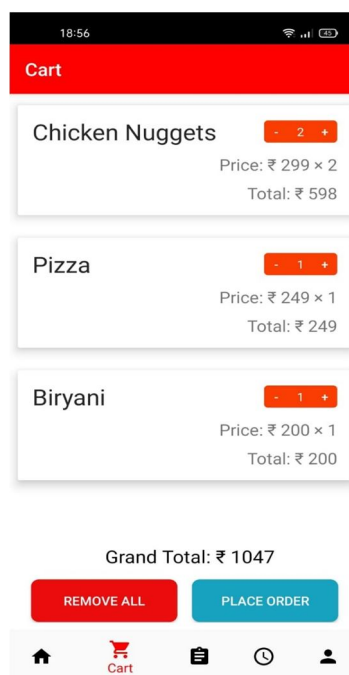 18:56
45
Cart
Chicken Nuggets
- 2 +
Price: ₹ 299 × 2
Total: ₹ 598
Pizza
- 1 +
Price: ₹ 249 × 1
Total: ₹ 249
Biryani
- 1 +
Price: ₹ 200 × 1
Total: ₹ 200
Grand Total: ₹ 1047
REMOVE ALL
PLACE ORDER
Cart